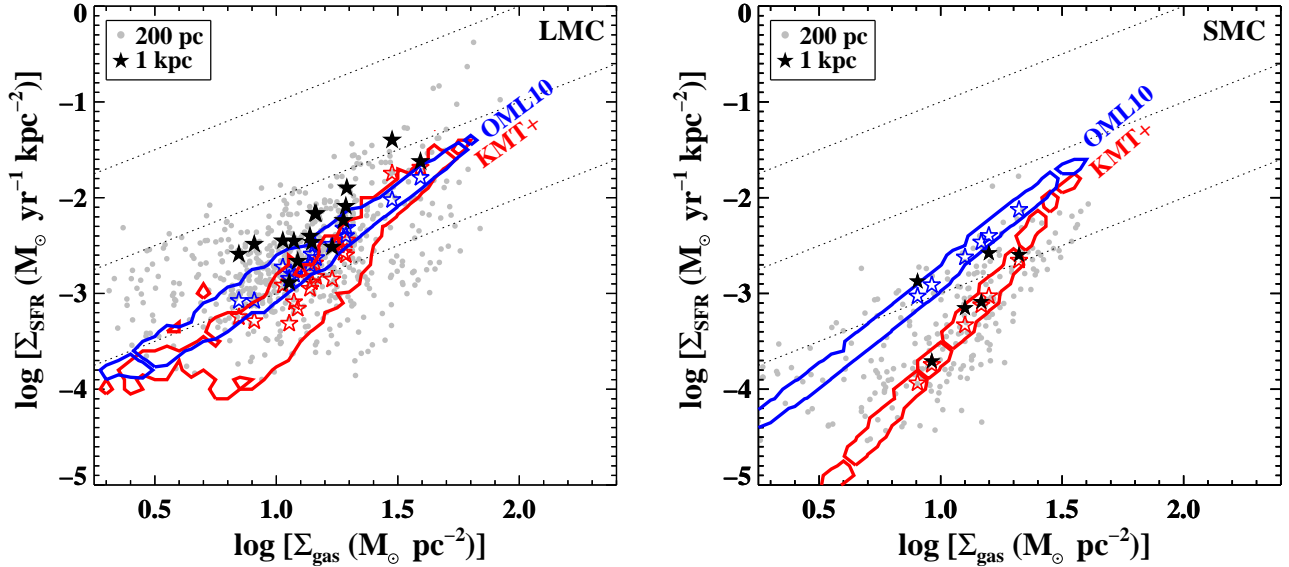 LMC
200 pc
★ 1 kpc
OML10
KMT+
0
−1
−2
−3
−4
−5
log [Σ_SFR (M_⊙ yr^−1 kpc^−2)]
0.5 1.0 1.5 2.0
log [Σ_gas (M_⊙ pc^−2)]
SMC
200 pc
★ 1 kpc
OML10
KMT+
0
−1
−2
−3
−4
−5
log [Σ_SFR (M_⊙ yr^−1 kpc^−2)]
0.5 1.0 1.5 2.0
log [Σ_gas (M_⊙ pc^−2)]